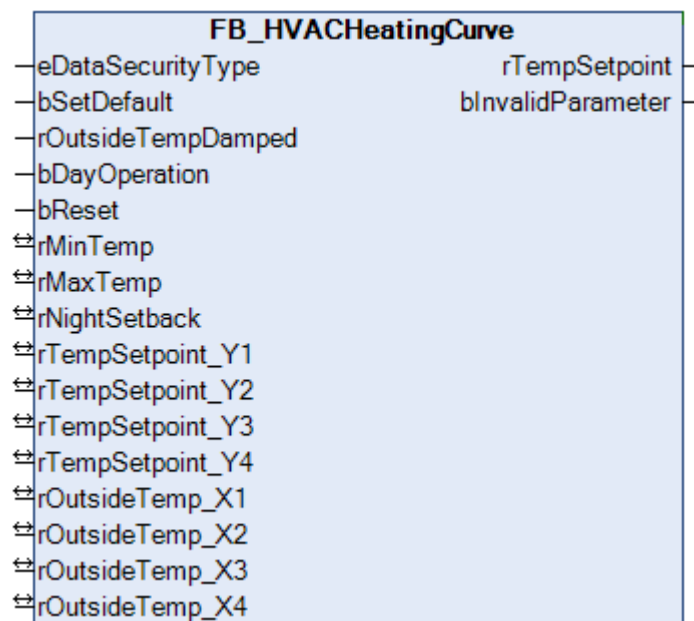 FB_HVACHeatingCurve
eDataSecurityType rTempSetpoint
bSetDefault bInvalidParameter
rOutsideTempDamped
bDayOperation
bReset
rMinTemp
rMaxTemp
rNightSetback
rTempSetpoint_Y1
rTempSetpoint_Y2
rTempSetpoint_Y3
rTempSetpoint_Y4
rOutsideTemp_X1
rOutsideTemp_X2
rOutsideTemp_X3
rOutsideTemp_X4